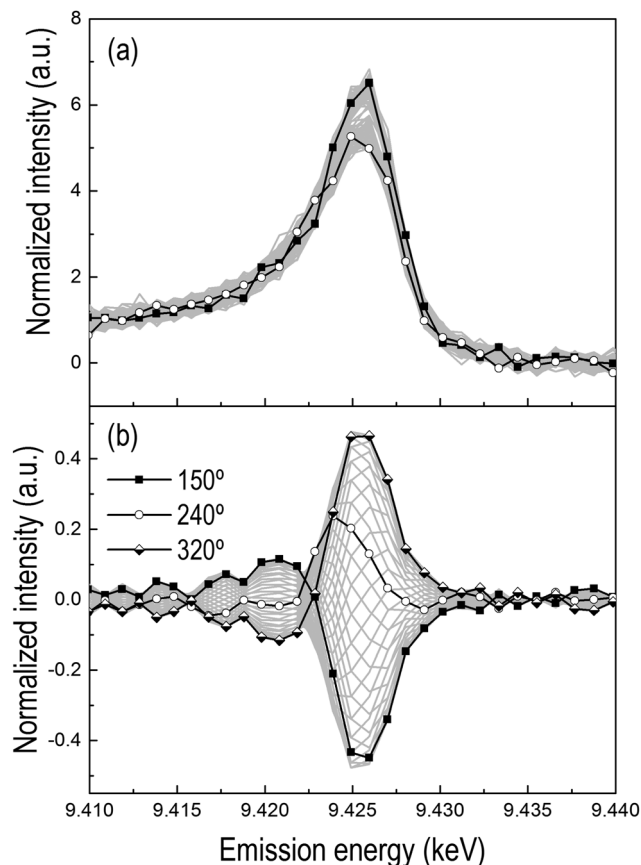 (a)
Normalized intensity (a.u.)
8
6
4
2
0
(b)
150º
240º
320º
Normalized intensity (a.u.)
0.4
0.2
0.0
-0.2
-0.4
9.410 9.415 9.420 9.425 9.430 9.435 9.440
Emission energy (keV)